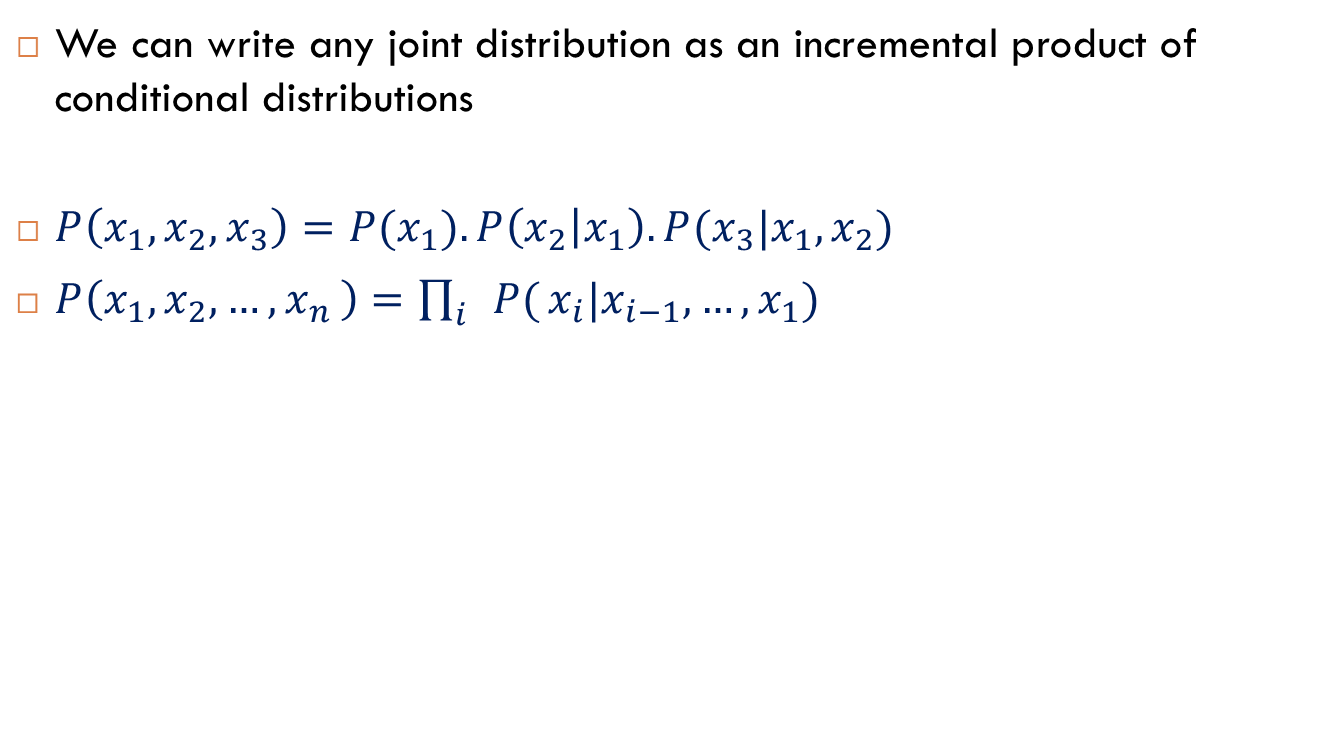 We can write any joint distribution as an incremental product of
conditional distributions
P(x₁, x₂, x₃) = P(x₁). P(x₂|x₁). P(x₃|x₁, x₂)
P(x₁, x₂, … , xₙ ) = ∏ᵢ P( xᵢ|xᵢ₋₁, … , x₁)